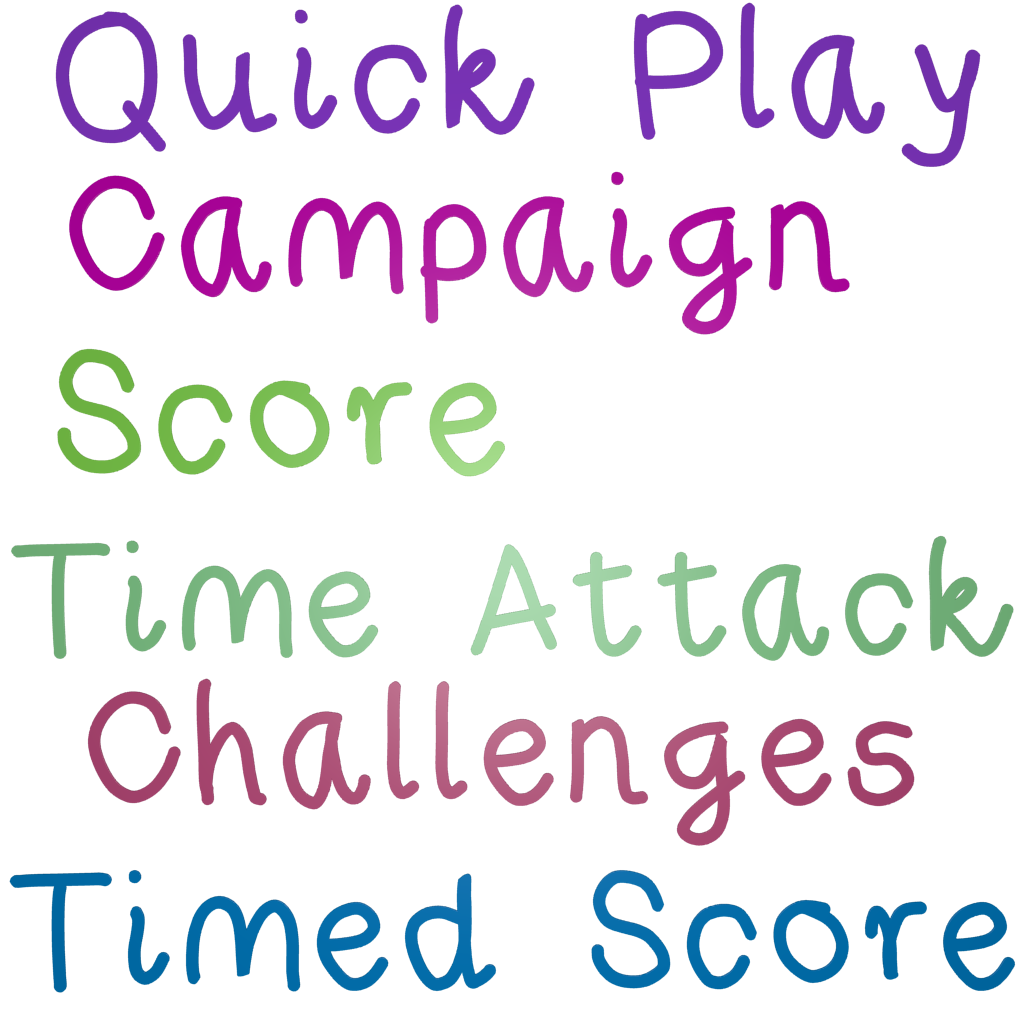 Quick Play
Campaign
Score
Time Attack
Challenges
Timed Score